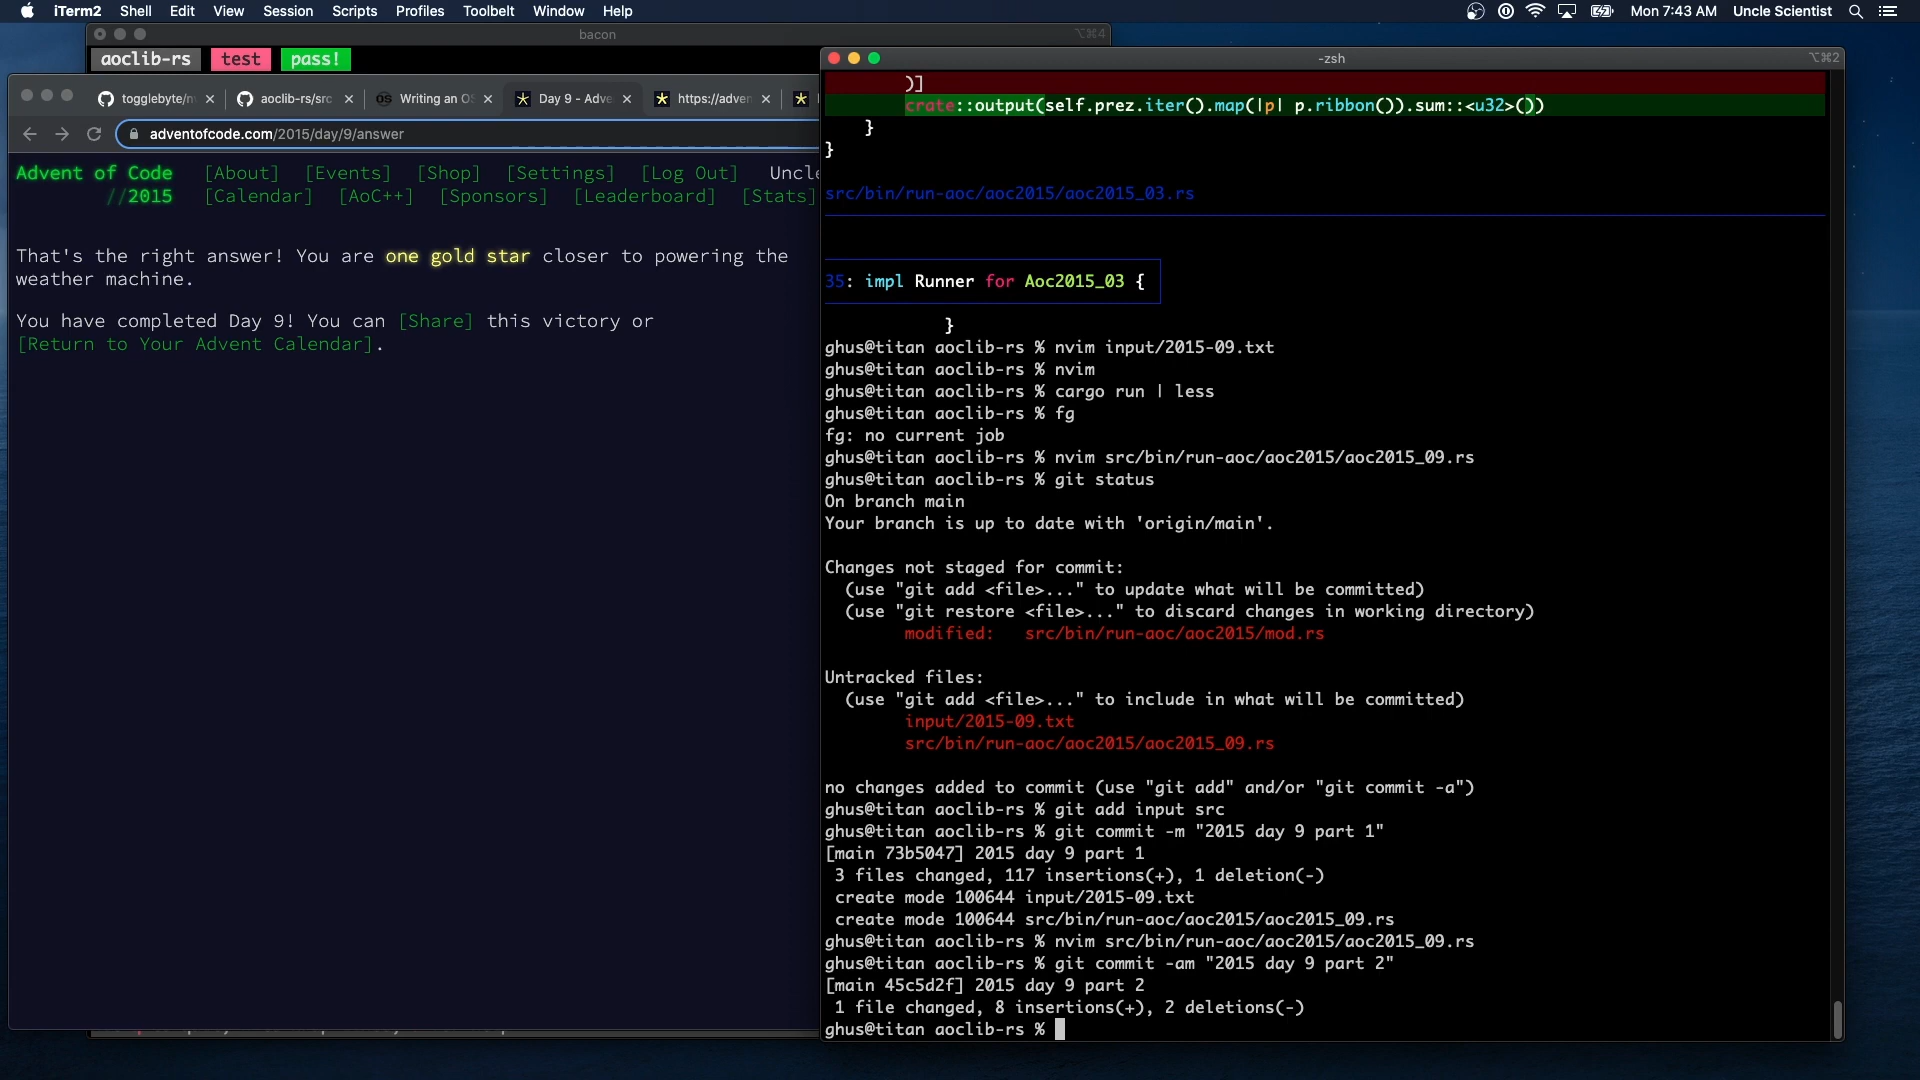 iTerm2 Shell Edit View Session Scripts Profiles Toolbelt Window Help Mon 7:43 AM Uncle Scientist
bacon ⌥⌘4
aoclib-rs test pass!
togglebyte/n aoclib-rs/src Writing an OS Day 9 - Adve https://adven
adventofcode.com/2015/day/9/answer
Advent of Code [About] [Events] [Shop] [Settings] [Log Out] Uncle
//2015 [Calendar] [AoC++] [Sponsors] [Leaderboard] [Stats]
That's the right answer! You are one gold star closer to powering the
weather machine.
You have completed Day 9! You can [Share] this victory or
[Return to Your Advent Calendar].
-zsh ⌥⌘2
)]
crate::output(self.prez.iter().map(|p| p.ribbon()).sum::<u32>())
}
}
src/bin/run-aoc/aoc2015/aoc2015_03.rs
35: impl Runner for Aoc2015_03 {
}
ghus@titan aoclib-rs % nvim input/2015-09.txt
ghus@titan aoclib-rs % nvim
ghus@titan aoclib-rs % cargo run | less
ghus@titan aoclib-rs % fg
fg: no current job
ghus@titan aoclib-rs % nvim src/bin/run-aoc/aoc2015/aoc2015_09.rs
ghus@titan aoclib-rs % git status
On branch main
Your branch is up to date with 'origin/main'.
Changes not staged for commit:
(use "git add <file>..." to update what will be committed)
(use "git restore <file>..." to discard changes in working directory)
modified: src/bin/run-aoc/aoc2015/mod.rs
Untracked files:
(use "git add <file>..." to include in what will be committed)
input/2015-09.txt
src/bin/run-aoc/aoc2015/aoc2015_09.rs
no changes added to commit (use "git add" and/or "git commit -a")
ghus@titan aoclib-rs % git add input src
ghus@titan aoclib-rs % git commit -m "2015 day 9 part 1"
[main 73b5047] 2015 day 9 part 1
3 files changed, 117 insertions(+), 1 deletion(-)
create mode 100644 input/2015-09.txt
create mode 100644 src/bin/run-aoc/aoc2015/aoc2015_09.rs
ghus@titan aoclib-rs % nvim src/bin/run-aoc/aoc2015/aoc2015_09.rs
ghus@titan aoclib-rs % git commit -am "2015 day 9 part 2"
[main 45c5d2f] 2015 day 9 part 2
1 file changed, 8 insertions(+), 2 deletions(-)
ghus@titan aoclib-rs %